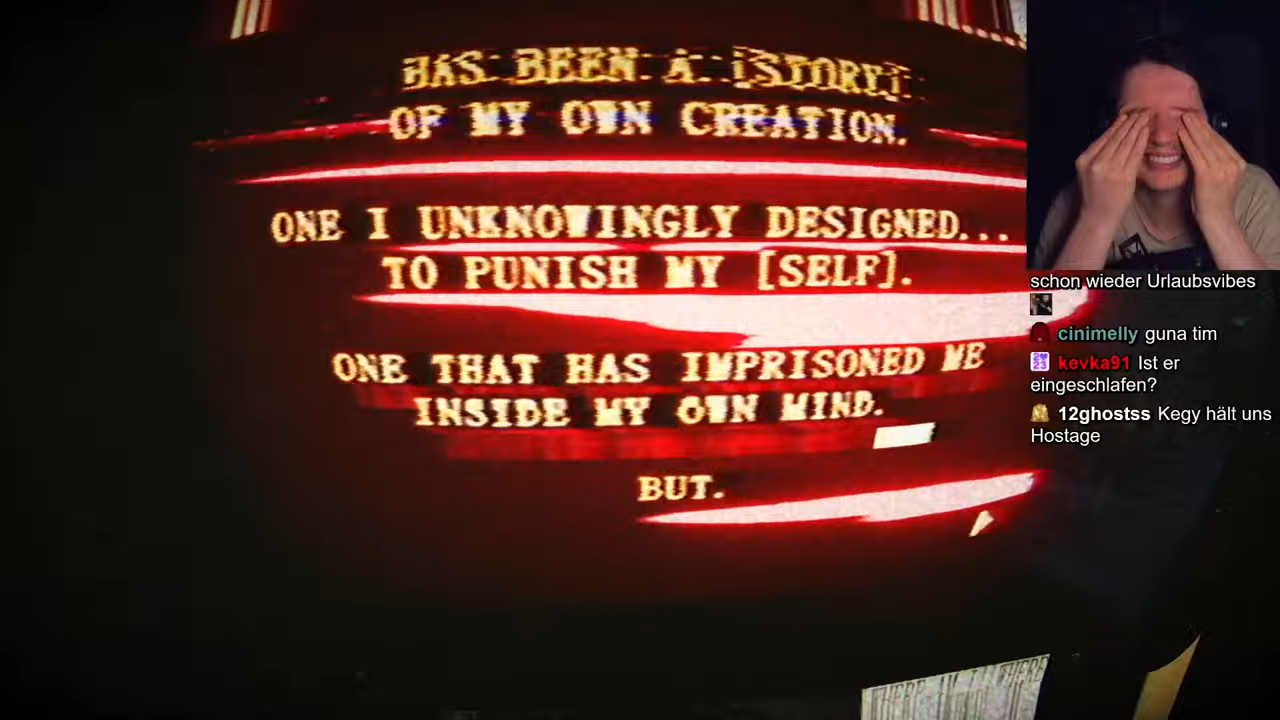 HAS BEEN A [STORY]
OF MY OWN CREATION.
ONE I UNKNOWINGLY DESIGNED...
TO PUNISH MY [SELF].
ONE THAT HAS IMPRISONED ME
INSIDE MY OWN MIND.
BUT.
schon wieder Urlaubsvibes
cinimelly guna tim
kevka91 Ist er
eingeschlafen?
12ghostss Kegy hält uns
Hostage